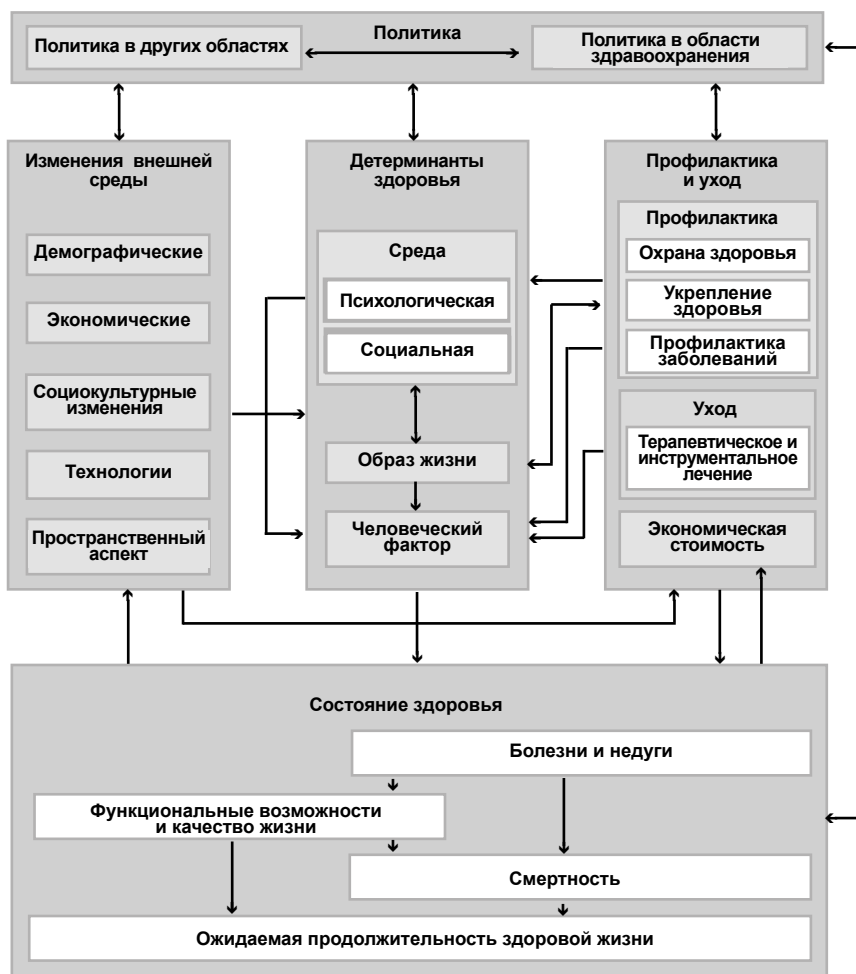 Политика
Политика в других областях
Политика в области
здравоохранения
Изменения внешней
среды
Демографические
Экономические
Социокультурные
изменения
Технологии
Пространственный
аспект
Детерминанты
здоровья
Среда
Психологическая
Социальная
Образ жизни
Человеческий
фактор
Профилактика
и уход
Профилактика
Охрана здоровья
Укрепление
здоровья
Профилактика
заболеваний
Уход
Терапевтическое и
инструментальное
лечение
Экономическая
стоимость
Состояние здоровья
Болезни и недуги
Функциональные возможности
и качество жизни
Смертность
Ожидаемая продолжительность здоровой жизни